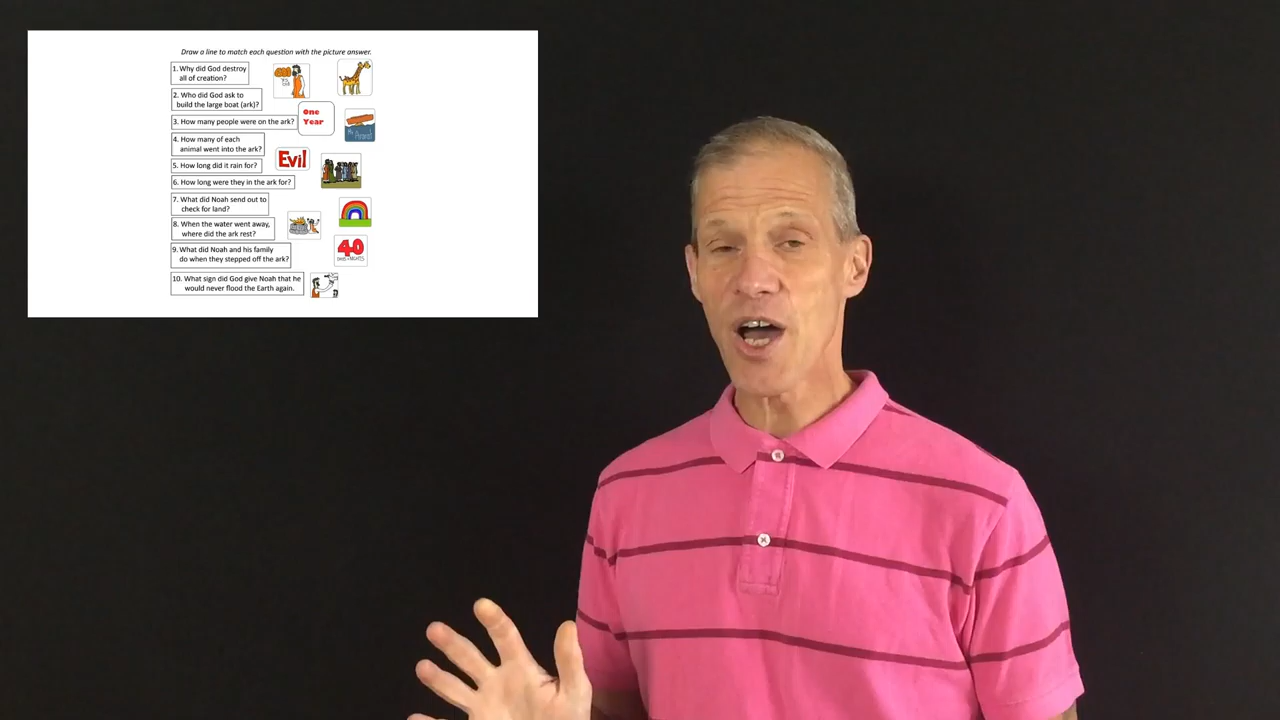 Draw a line to match each question with the picture answer.
1. Why did God destroy
all of creation?
2. Who did God ask to
build the large boat (ark)?
3. How many people were on the ark?
One
Year
4. How many of each
animal went into the ark?
Evil
5. How long did it rain for?
6. How long were they in the ark for?
7. What did Noah send out to
check for land?
8. When the water went away,
where did the ark rest?
40
DAYS + NIGHTS
9. What did Noah and his family
do when they stepped off the ark?
10. What sign did God give Noah that he
would never flood the Earth again.